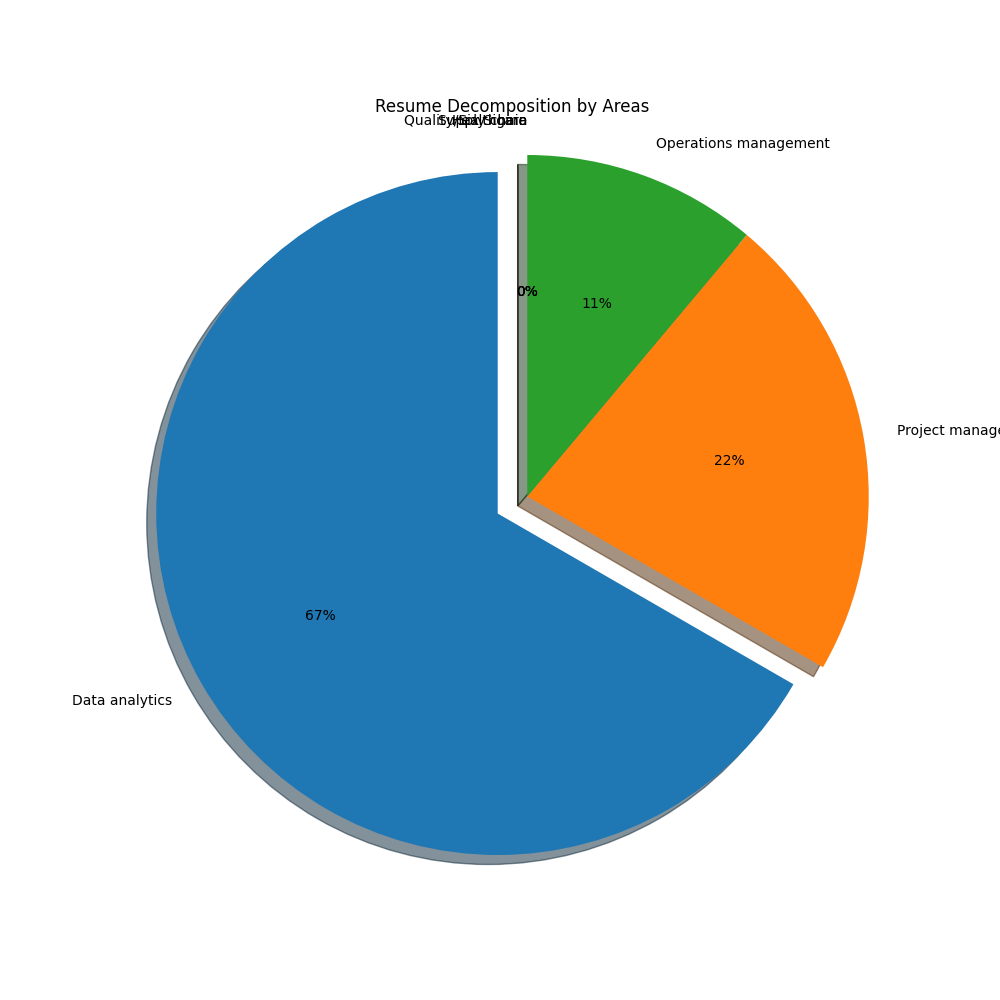 Resume Decomposition by Areas
Operations management
0%
11%
Project manage
22%
67%
Data analytics